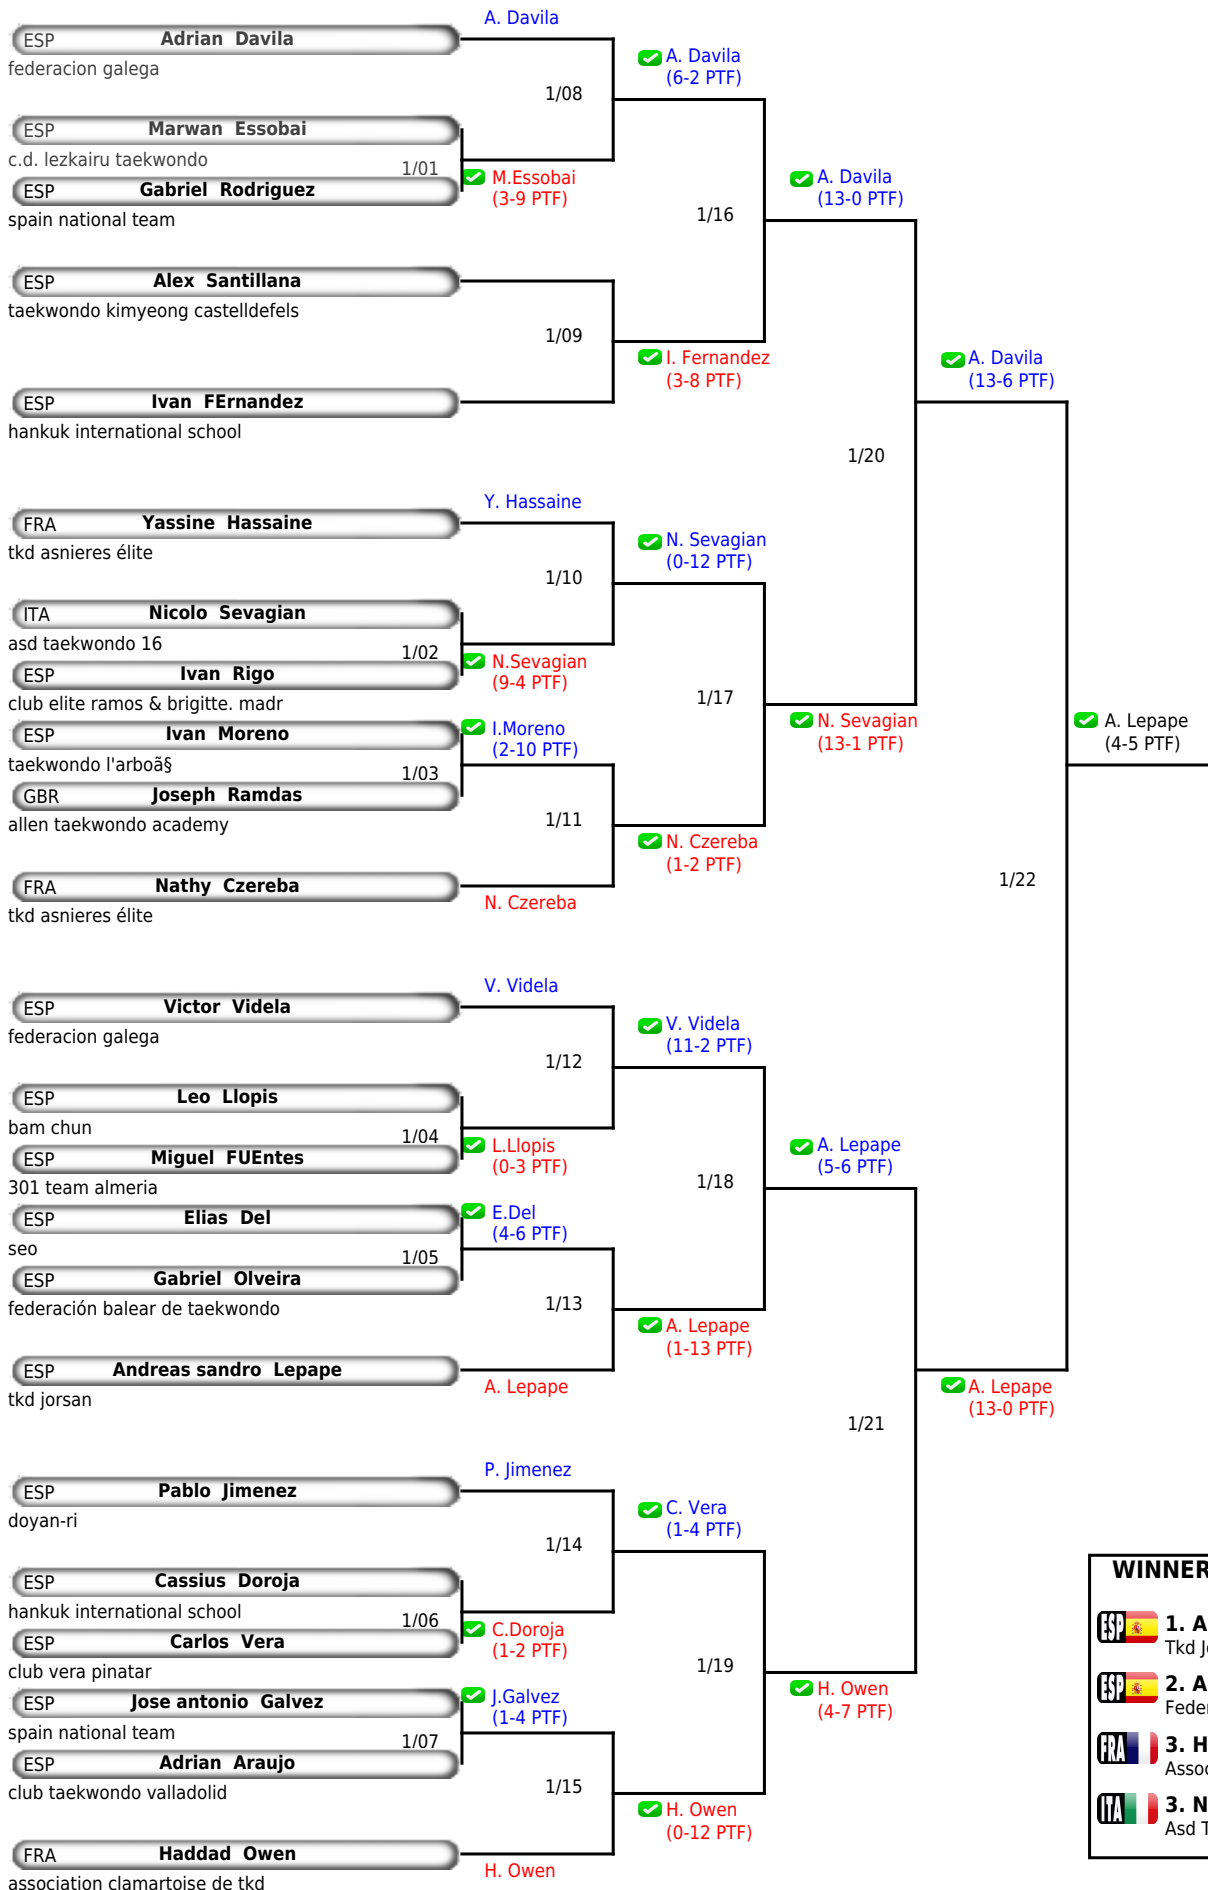 A. Davila
ESP Adrian Davila
federacion galega
A. Davila
(6-2 PTF)
1/08
ESP Marwan Essobai
c.d. lezkairu taekwondo
1/01
ESP Gabriel Rodriguez
spain national team
M.Essobai
(3-9 PTF)
A. Davila
(13-0 PTF)
1/16
ESP Alex Santillana
taekwondo kimyeong castelldefels
1/09
I. Fernandez
(3-8 PTF)
A. Davila
(13-6 PTF)
ESP Ivan FErnandez
hankuk international school
1/20
Y. Hassaine
FRA Yassine Hassaine
tkd asnieres élite
N. Sevagian
(0-12 PTF)
1/10
ITA Nicolo Sevagian
asd taekwondo 16
1/02
ESP Ivan Rigo
club elite ramos & brigitte. madr
N.Sevagian
(9-4 PTF)
1/17
ESP Ivan Moreno
taekwondo l'arboã§
I.Moreno
(2-10 PTF)
N. Sevagian
(13-1 PTF)
A. Lepape
(4-5 PTF)
1/03
GBR Joseph Ramdas
allen taekwondo academy
1/11
N. Czereba
(1-2 PTF)
FRA Nathy Czereba
tkd asnieres élite
N. Czereba
1/22
V. Videla
ESP Victor Videla
federacion galega
V. Videla
(11-2 PTF)
1/12
ESP Leo Llopis
bam chun
1/04
ESP Miguel FUEntes
301 team almeria
L.Llopis
(0-3 PTF)
A. Lepape
(5-6 PTF)
1/18
ESP Elias Del
seo
E.Del
(4-6 PTF)
1/05
ESP Gabriel Olveira
federación balear de taekwondo
1/13
A. Lepape
(1-13 PTF)
ESP Andreas sandro Lepape
tkd jorsan
A. Lepape
A. Lepape
(13-0 PTF)
1/21
P. Jimenez
ESP Pablo Jimenez
doyan-ri
C. Vera
(1-4 PTF)
1/14
ESP Cassius Doroja
hankuk international school
1/06
ESP Carlos Vera
club vera pinatar
C.Doroja
(1-2 PTF)
1/19
ESP Jose antonio Galvez
spain national team
J.Galvez
(1-4 PTF)
H. Owen
(4-7 PTF)
1/07
ESP Adrian Araujo
club taekwondo valladolid
1/15
H. Owen
(0-12 PTF)
FRA Haddad Owen
association clamartoise de tkd
H. Owen
WINNER
ESP 1. A
Tkd J
ESP 2. A
Feder
FRA 3. H
Assoc
ITA 3. N
Asd T